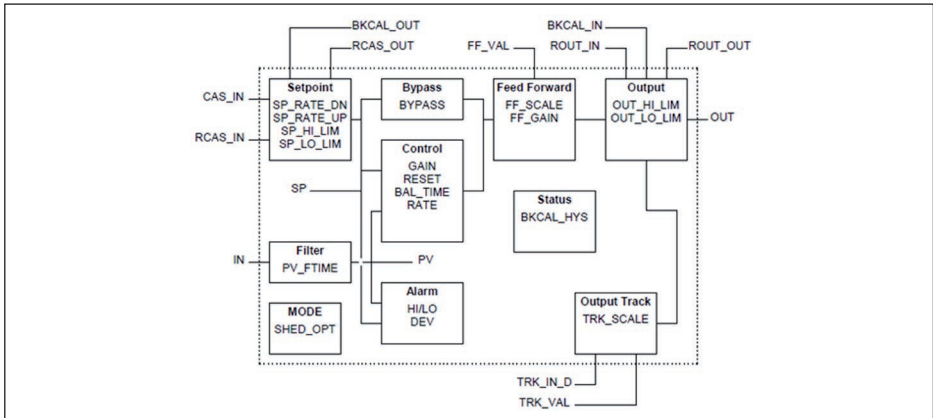 BKCAL_OUT
BKCAL_IN
RCAS_OUT
FF_VAL
ROUT_IN
ROUT_OUT
CAS_IN
RCAS_IN
Setpoint
SP_RATE_DN
SP_RATE_UP
SP_HI_LIM
SP_LO_LIM
Bypass
BYPASS
Feed Forward
FF_SCALE
FF_GAIN
Output
OUT_HI_LIM
OUT_LO_LIM
OUT
Control
GAIN
RESET
BAL_TIME
RATE
SP
Status
BKCAL_HYS
IN
Filter
PV_FTIME
PV
Alarm
HI/LO
DEV
MODE
SHED_OPT
Output Track
TRK_SCALE
TRK_IN_D
TRK_VAL